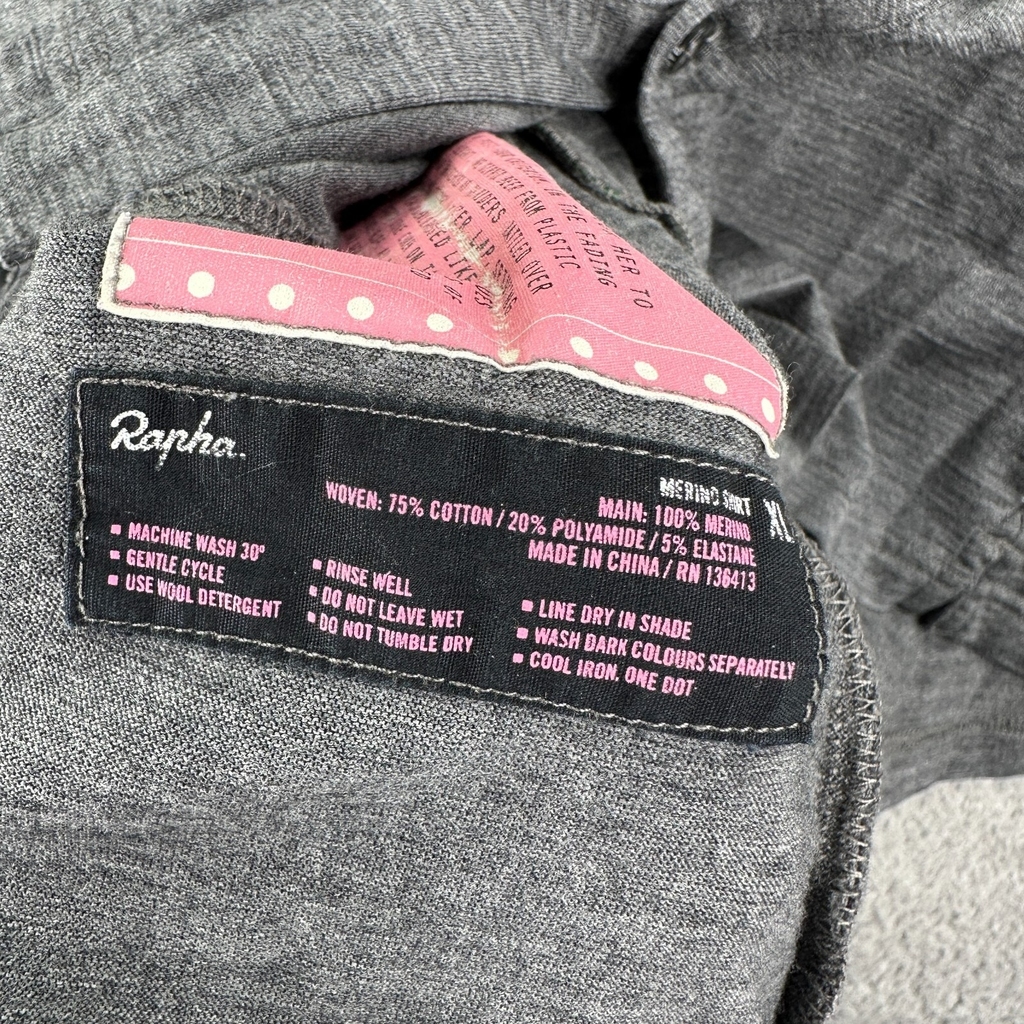 HER TO
THE FADING
FROM PLASTIC
OVER
LIKE
Rapha.
MERINO SHIRT XL
MAIN: 100% MERINO
WOVEN: 75% COTTON / 20% POLYAMIDE / 5% ELASTANE
MADE IN CHINA / RN 136413
▪ MACHINE WASH 30º
▪ GENTLE CYCLE
▪ USE WOOL DETERGENT
▪ RINSE WELL
▪ DO NOT LEAVE WET
▪ DO NOT TUMBLE DRY
▪ LINE DRY IN SHADE
▪ WASH DARK COLOURS SEPARATELY
▪ COOL IRON, ONE DOT